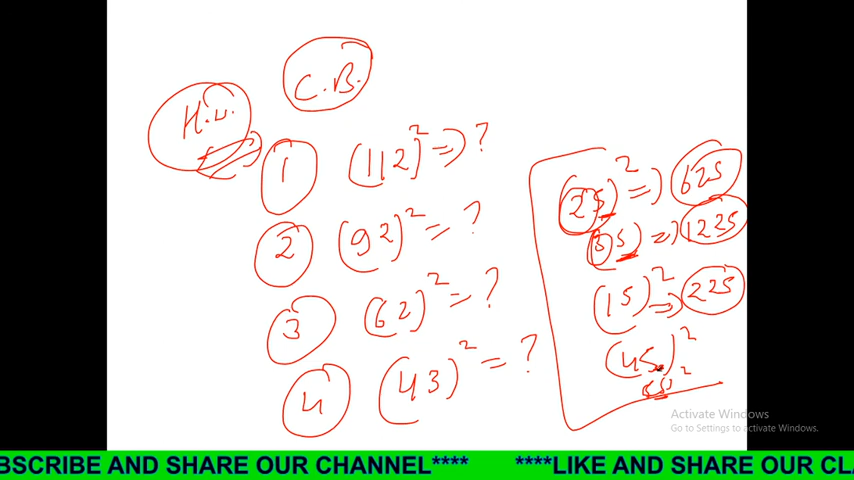 C.B.
H.W.
1 (112)² => ?
2 (92)² = ?
3 (62)² = ?
4 (43)² = ?
(25)² => 625
35 => 1225
(15)² => 225
(45)²
Activate Windows
Go to Settings to activate Windows.
BSCRIBE AND SHARE OUR CHANNEL**** ****LIKE AND SHARE OUR CLA